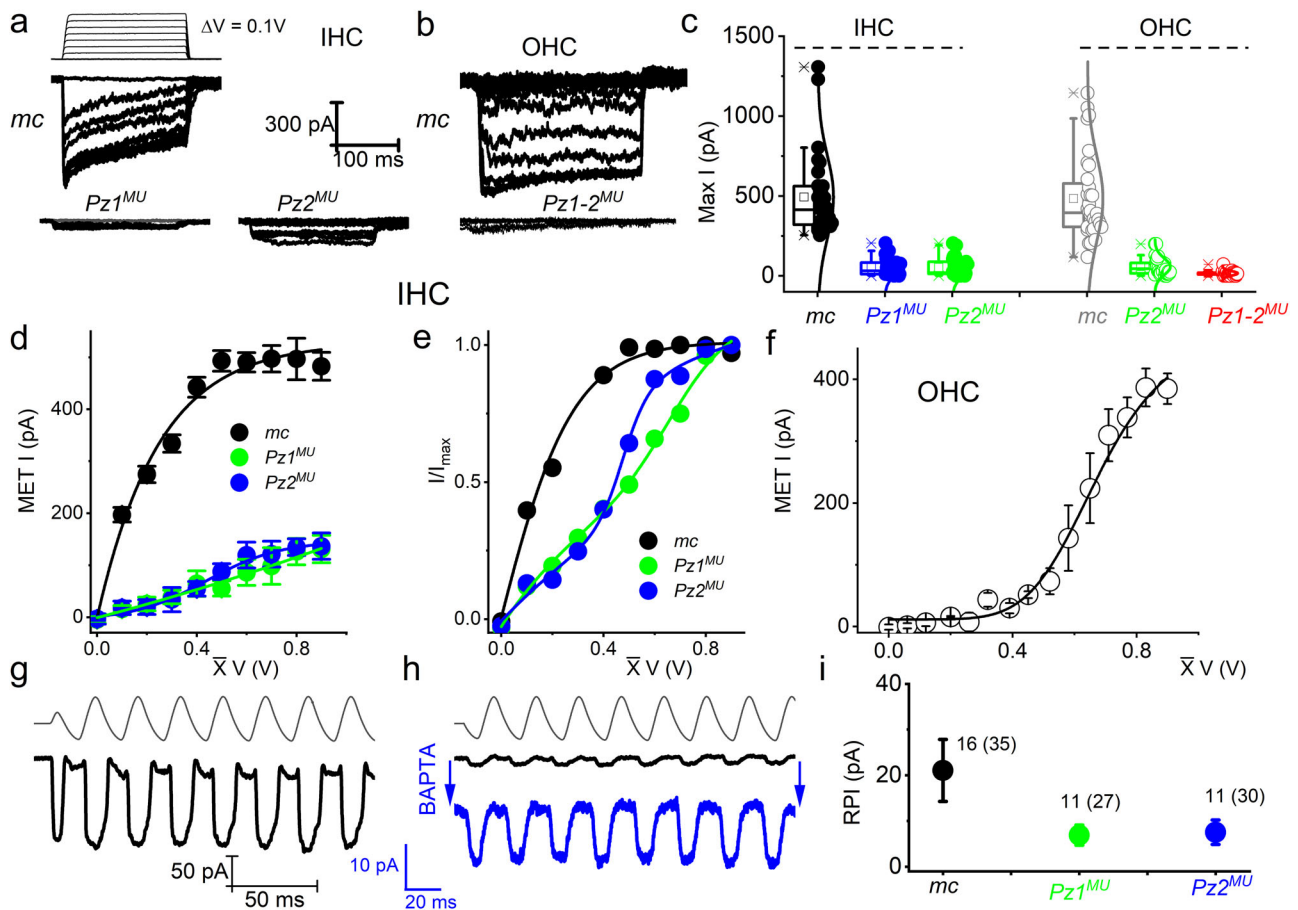 a
ΔV = 0.1V
IHC
mc
300 pA
100 ms
Pz1MU
Pz2MU
b
OHC
mc
Pz1-2MU
c
IHC
OHC
Max I (pA)
1500
1000
500
0
mc
Pz1MU
Pz2MU
mc
Pz2MU
Pz1-2MU
IHC
d
MET I (pA)
400
200
0
mc
Pz1MU
Pz2MU
0.0
0.4
0.8
X̅ V (V)
e
I/Imax
1.0
0.5
0.0
mc
Pz1MU
Pz2MU
0.0
0.4
0.8
X̅ V (V)
f
OHC
400
200
0
0.0
0.4
0.8
X̅ V (V)
g
50 pA
50 ms
h
BAPTA
10 pA
20 ms
i
RPI (pA)
40
20
0
16 (35)
11 (27)
11 (30)
mc
Pz1MU
Pz2MU